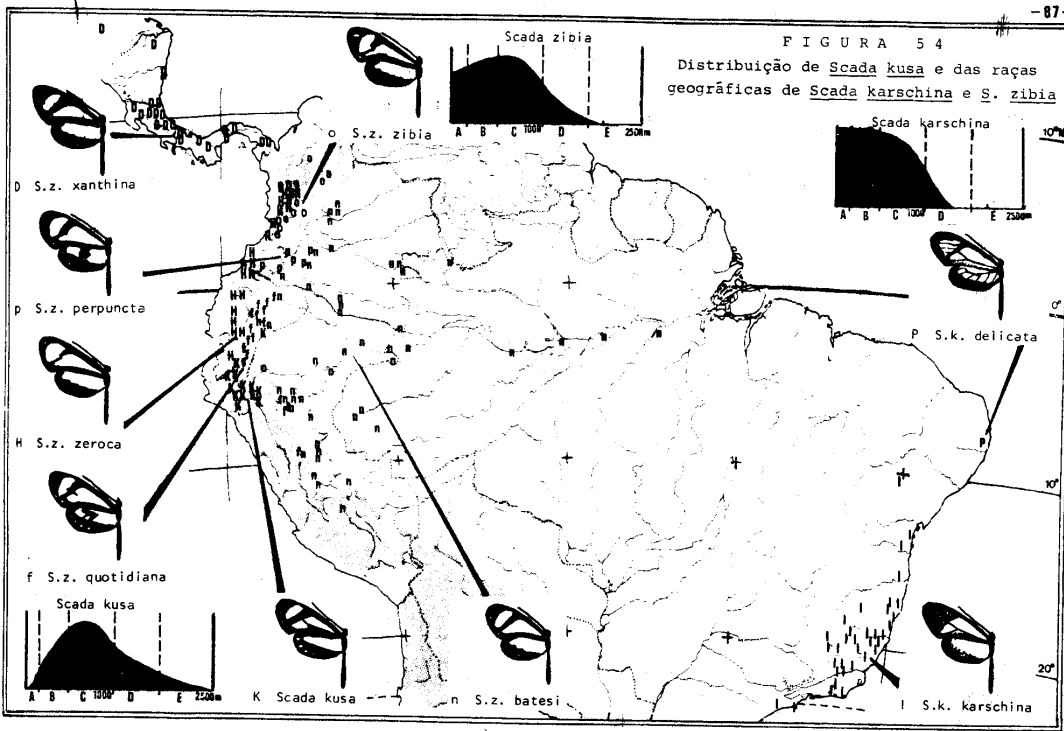 -87-
FIGURA 54
Distribuição de Scada kusa e das raças
geográficas de Scada karschina e S. zibia
Scada zibia
A B C 1000 D E 2500m
Scada karschina
A B C 1000 D E 2500m
10°N
o S.z. zibia
D S.z. xanthina
p S.z. perpuncta
0°
P S.k. delicata
H S.z. zeroca
10°
f S.z. quotidiana
Scada kusa
A B C 1000 D E 2500m
20°
K Scada kusa
n S.z. batesi
l S.k. karschina